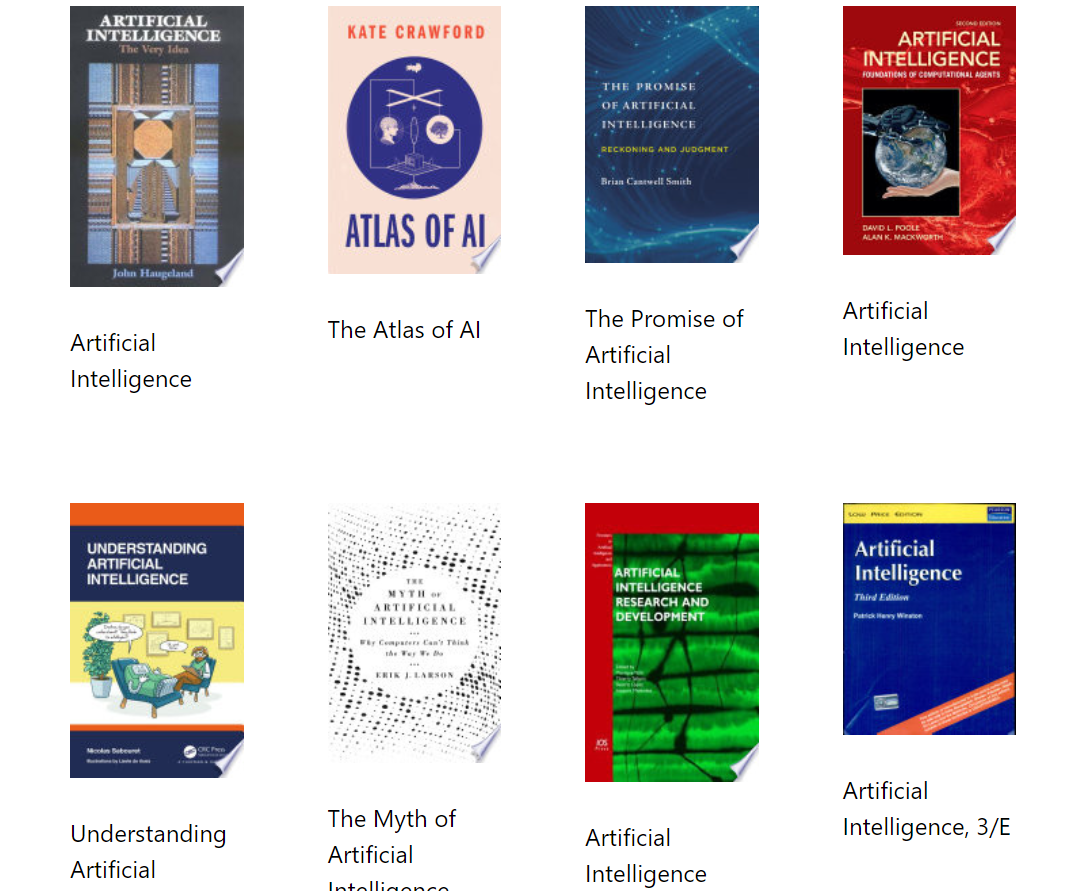 ARTIFICIAL
INTELLIGENCE
The Very Idea
John Haugeland
KATE CRAWFORD
ATLAS OF AI
THE PROMISE
OF ARTIFICIAL
INTELLIGENCE
RECKONING AND JUDGMENT
Brian Cantwell Smith
SECOND EDITION
ARTIFICIAL
INTELLIGENCE
FOUNDATIONS OF COMPUTATIONAL AGENTS
DAVID L. POOLE
ALAN K. MACKWORTH
Artificial
Intelligence
The Atlas of AI
The Promise of
Artificial
Intelligence
Artificial
Intelligence
UNDERSTANDING
ARTIFICIAL
INTELLIGENCE
Nicolas Sabouret
CRC Press
THE
MYTH OF
ARTIFICIAL
INTELLIGENCE
Why Computers Can't Think
the Way We Do
ERIK J. LARSON
ARTIFICIAL
INTELLIGENCE
RESEARCH AND
DEVELOPMENT
IOS
Press
LOW PRICE EDITION
Artificial
Intelligence
Third Edition
Patrick Henry Winston
Understanding
Artificial
The Myth of
Artificial
Intelligence
Artificial
Intelligence
Artificial
Intelligence, 3/E